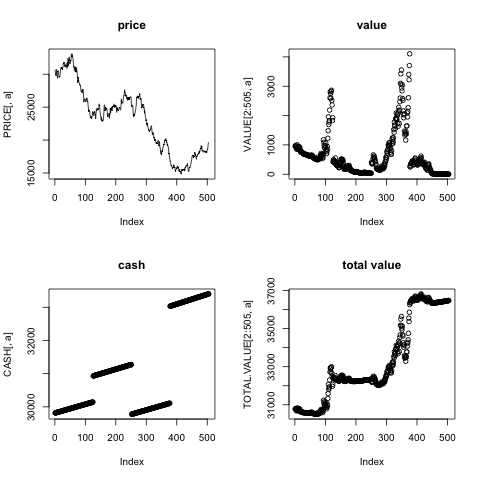 price
PRICE[, a]
15000 25000
0 100 200 300 400 500
Index
value
VALUE[2:505, a]
0 1000 3000
0 100 200 300 400 500
Index
cash
CASH[, a]
30000 32000
0 100 200 300 400 500
Index
total value
TOTAL.VALUE[2:505, a]
31000 33000 35000 37000
0 100 200 300 400 500
Index